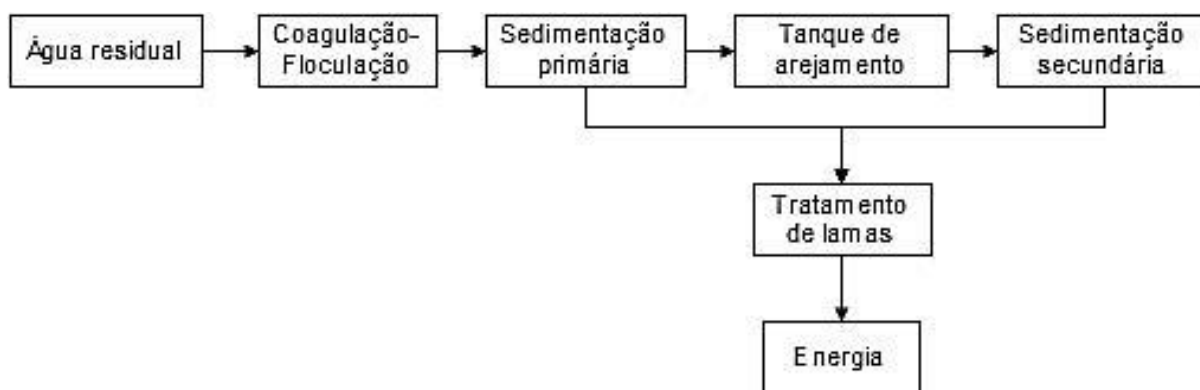 Água residual
Coagulação-
Floculação
Sedimentação
primária
Tanque de
arejamento
Sedimentação
secundária
Tratamento
de lamas
Energia